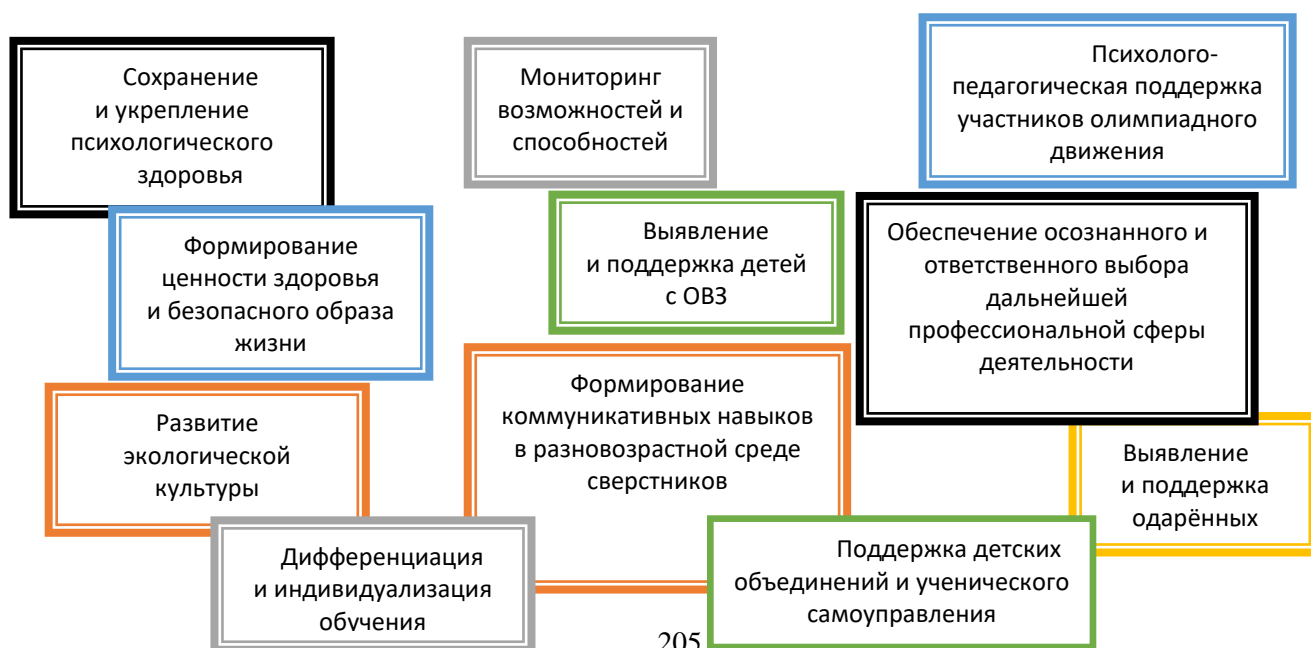 Сохранение
и укрепление
психологического
здоровья
Мониторинг
возможностей и
способностей
Психолого-
педагогическая поддержка
участников олимпиадного
движения
Формирование
ценности здоровья
и безопасного образа
жизни
Выявление
и поддержка детей
с ОВЗ
Обеспечение осознанного и
ответственного выбора
дальнейшей
профессиональной сферы
деятельности
Развитие
экологической
культуры
Формирование
коммуникативных навыков
в разновозрастной среде
сверстников
Выявление
и поддержка
одарённых
Дифференциация
и индивидуализация
обучения
Поддержка детских
объединений и ученического
самоуправления
205